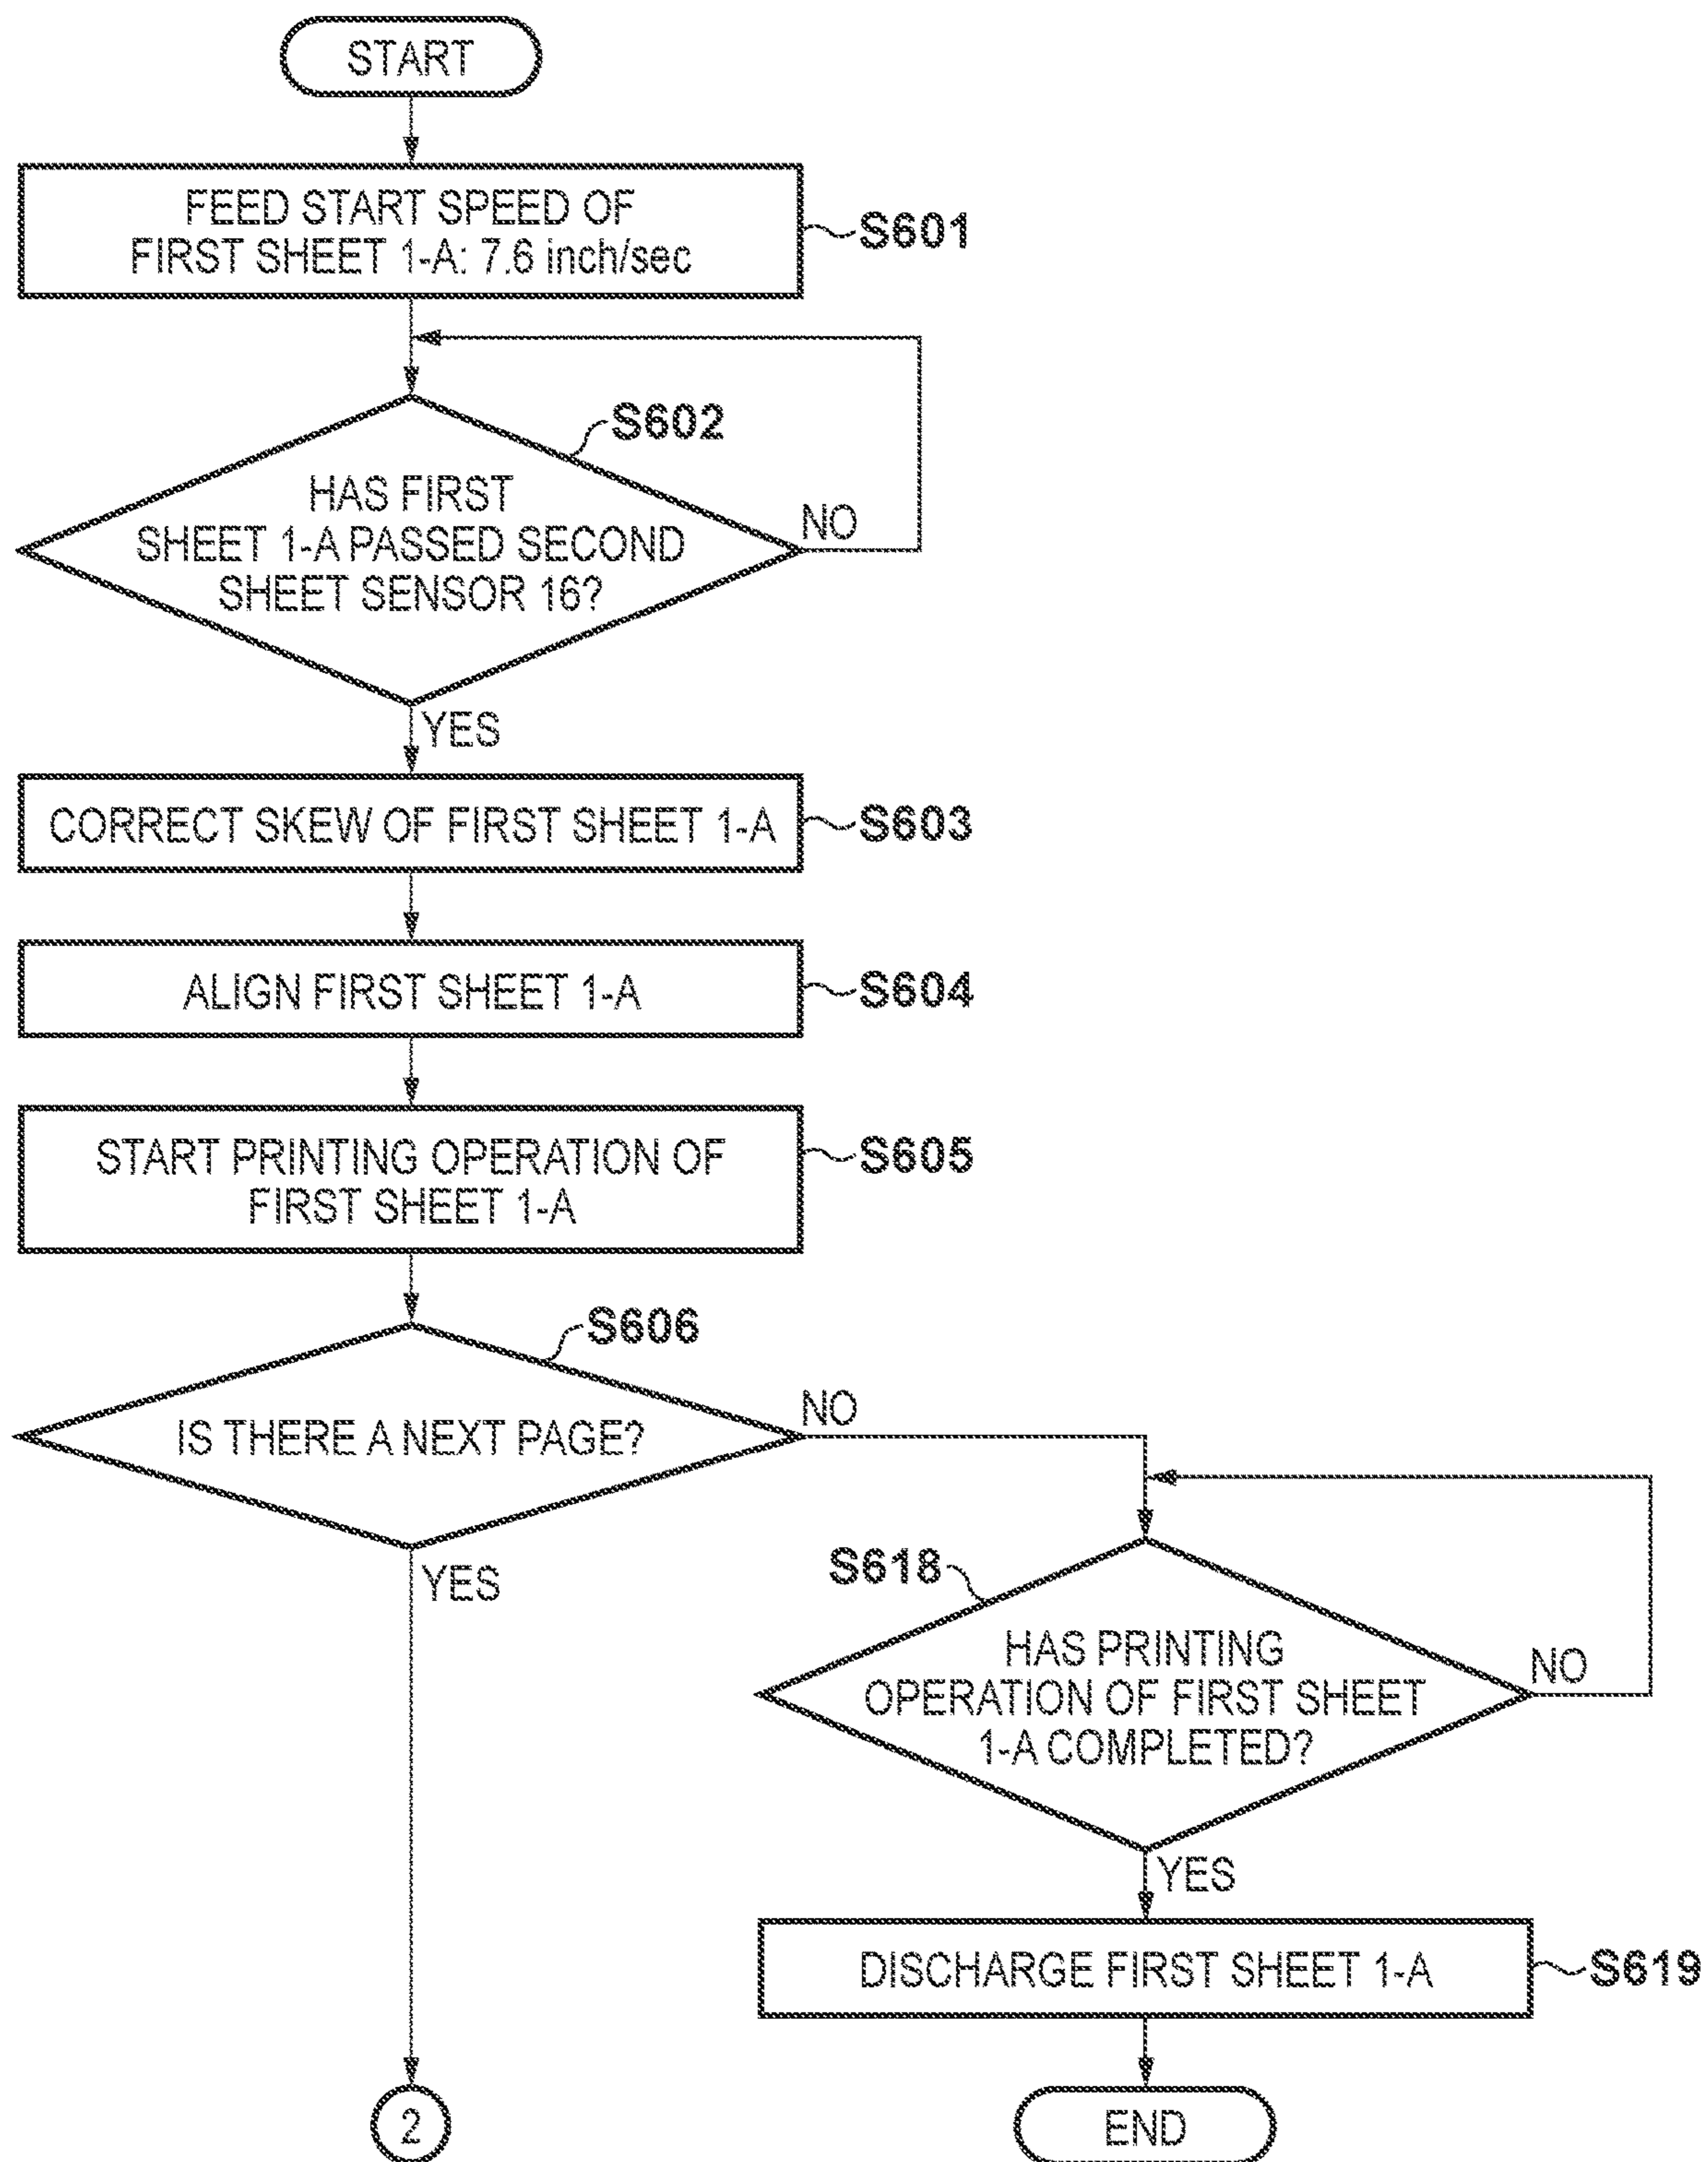 START
FEED START SPEED OF
FIRST SHEET 1-A: 7.6 inch/sec
S601
S602
HAS FIRST
SHEET 1-A PASSED SECOND
SHEET SENSOR 16?
NO
YES
CORRECT SKEW OF FIRST SHEET 1-A
S603
ALIGN FIRST SHEET 1-A
S604
START PRINTING OPERATION OF
FIRST SHEET 1-A
S605
S606
IS THERE A NEXT PAGE?
NO
YES
S618
HAS PRINTING
OPERATION OF FIRST SHEET
1-A COMPLETED?
NO
YES
DISCHARGE FIRST SHEET 1-A
S619
2
END